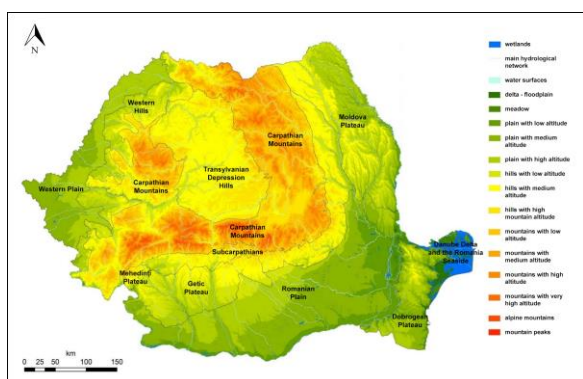 N
Western
Hills
Carpathian
Mountains
Moldova
Plateau
Transylvanian
Depression
Hills
Western Plain
Carpathian
Mountains
Carpathian
Mountains
Subcarpathians
Mehedinți
Plateau
Getic
Plateau
Romanian
Plain
Danube Delta
and the Romania
Seaside
Dobrogean
Plateau
km
0 25 50 100 150
wetlands
main hydrological
network
water surfaces
delta - floodplain
meadow
plain with low altitude
plain with medium
altitude
plain with high altitude
hills with low altitude
hills with medium
altitude
hills with high
mountain altitude
mountains with low
altitude
mountains with
medium altitude
mountains with high
altitude
mountains with very
high altitude
alpine mountains
mountain peaks